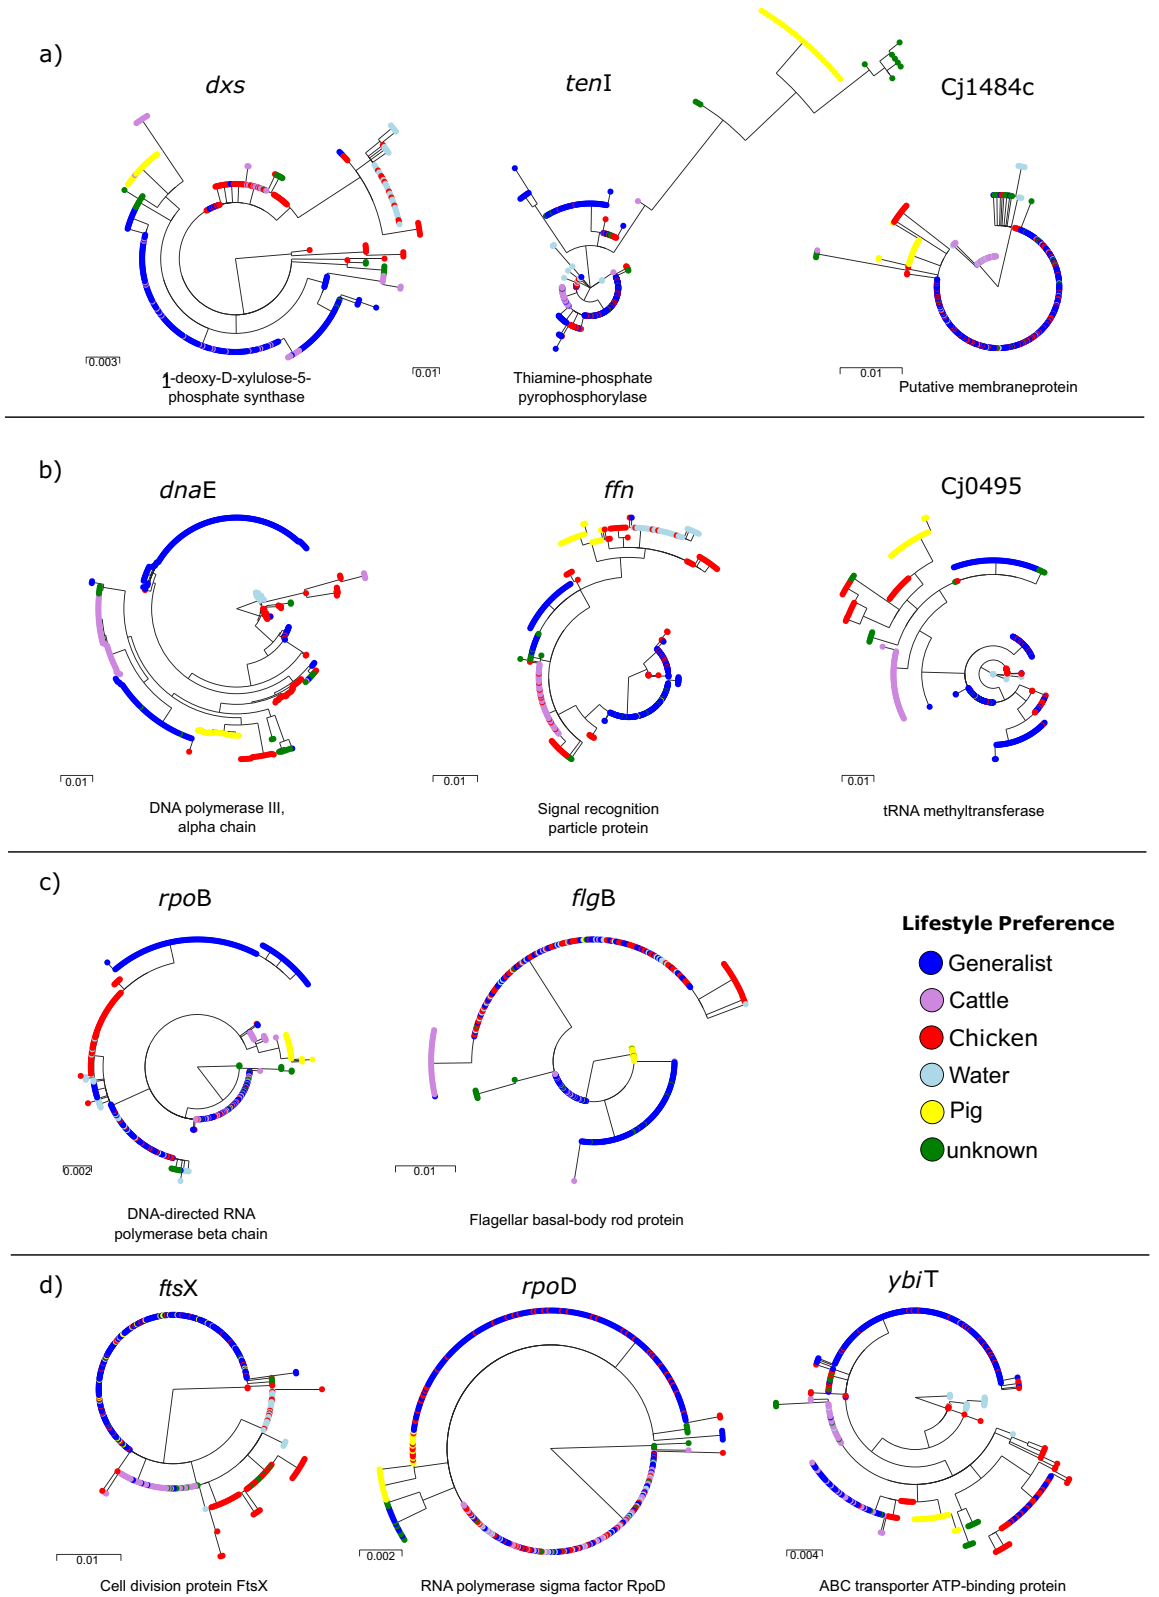 a)
dxs
tenI
Cj1484c
0.003
0.01
0.01
1-deoxy-D-xylulose-5-
phosphate synthase
Thiamine-phosphate
pyrophosphorylase
Putative membraneprotein
b)
dnaE
ffn
Cj0495
0.01
0.01
0.01
DNA polymerase III,
alpha chain
Signal recognition
particle protein
tRNA methyltransferase
c)
rpoB
flgB
Lifestyle Preference
Generalist
Cattle
Chicken
Water
Pig
unknown
0.002
0.01
DNA-directed RNA
polymerase beta chain
Flagellar basal-body rod protein
d)
ftsX
rpoD
ybiT
0.01
0.002
0.004
Cell division protein FtsX
RNA polymerase sigma factor RpoD
ABC transporter ATP-binding protein